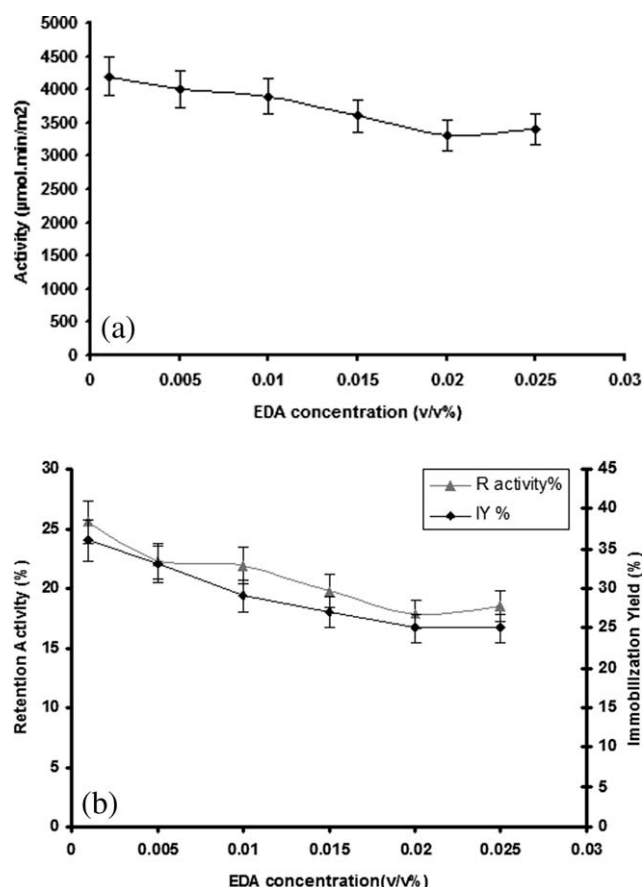 5000
4500
4000
3500
3000
2500
2000
1500
1000
500
0
Activity (µmol.min/m2)
(a)
0 0.005 0.01 0.015 0.02 0.025 0.03
EDA concentration (v/v%)
30
25
20
15
10
5
0
Retention Activity (%)
R activity%
IY %
45
40
35
30
25
20
15
10
5
0
Immobilization Yield (%)
(b)
0 0.005 0.01 0.015 0.02 0.025 0.03
EDA concentration(v/v%)